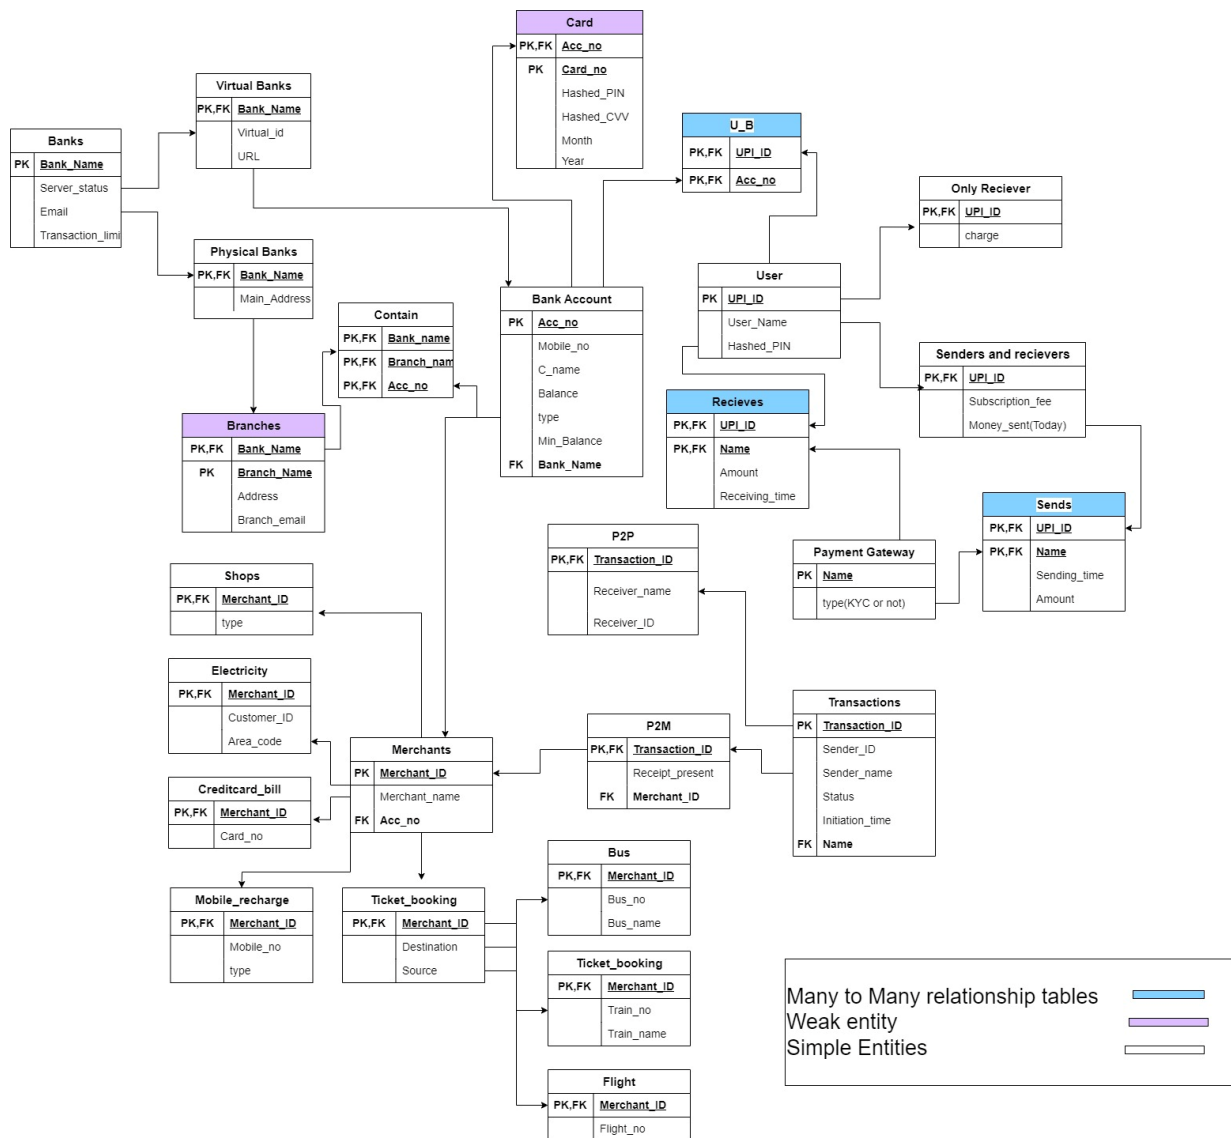 Card
PK,FK Acc_no
PK Card_no
Hashed_PIN
Hashed_CVV
Month
Year
Virtual Banks
PK,FK Bank_Name
Virtual_id
URL
Banks
PK Bank_Name
Server_status
Email
Transaction_limi
U_B
PK,FK UPI_ID
PK,FK Acc_no
Only Reciever
PK,FK UPI_ID
charge
Physical Banks
PK,FK Bank_Name
Main_Address
User
PK UPI_ID
User_Name
Hashed_PIN
Bank Account
PK Acc_no
Mobile_no
C_name
Balance
type
Min_Balance
FK Bank_Name
Contain
PK,FK Bank_name
PK,FK Branch_nam
PK,FK Acc_no
Senders and recievers
PK,FK UPI_ID
Subscription_fee
Money_sent(Today)
Recieves
PK,FK UPI_ID
PK,FK Name
Amount
Receiving_time
Branches
PK,FK Bank_Name
PK Branch_Name
Address
Branch_email
Sends
PK,FK UPI_ID
PK,FK Name
Sending_time
Amount
P2P
PK,FK Transaction_ID
Receiver_name
Receiver_ID
Payment Gateway
PK Name
type(KYC or not)
Shops
PK,FK Merchant_ID
type
Electricity
PK,FK Merchant_ID
Customer_ID
Area_code
Transactions
PK Transaction_ID
Sender_ID
Sender_name
Status
Initiation_time
FK Name
P2M
PK,FK Transaction_ID
Receipt_present
FK Merchant_ID
Merchants
PK Merchant_ID
Merchant_name
FK Acc_no
Creditcard_bill
PK,FK Merchant_ID
Card_no
Bus
PK,FK Merchant_ID
Bus_no
Bus_name
Mobile_recharge
PK,FK Merchant_ID
Mobile_no
type
Ticket_booking
PK,FK Merchant_ID
Destination
Source
Ticket_booking
PK,FK Merchant_ID
Train_no
Train_name
Flight
PK,FK Merchant_ID
Flight_no
Many to Many relationship tables
Weak entity
Simple Entities